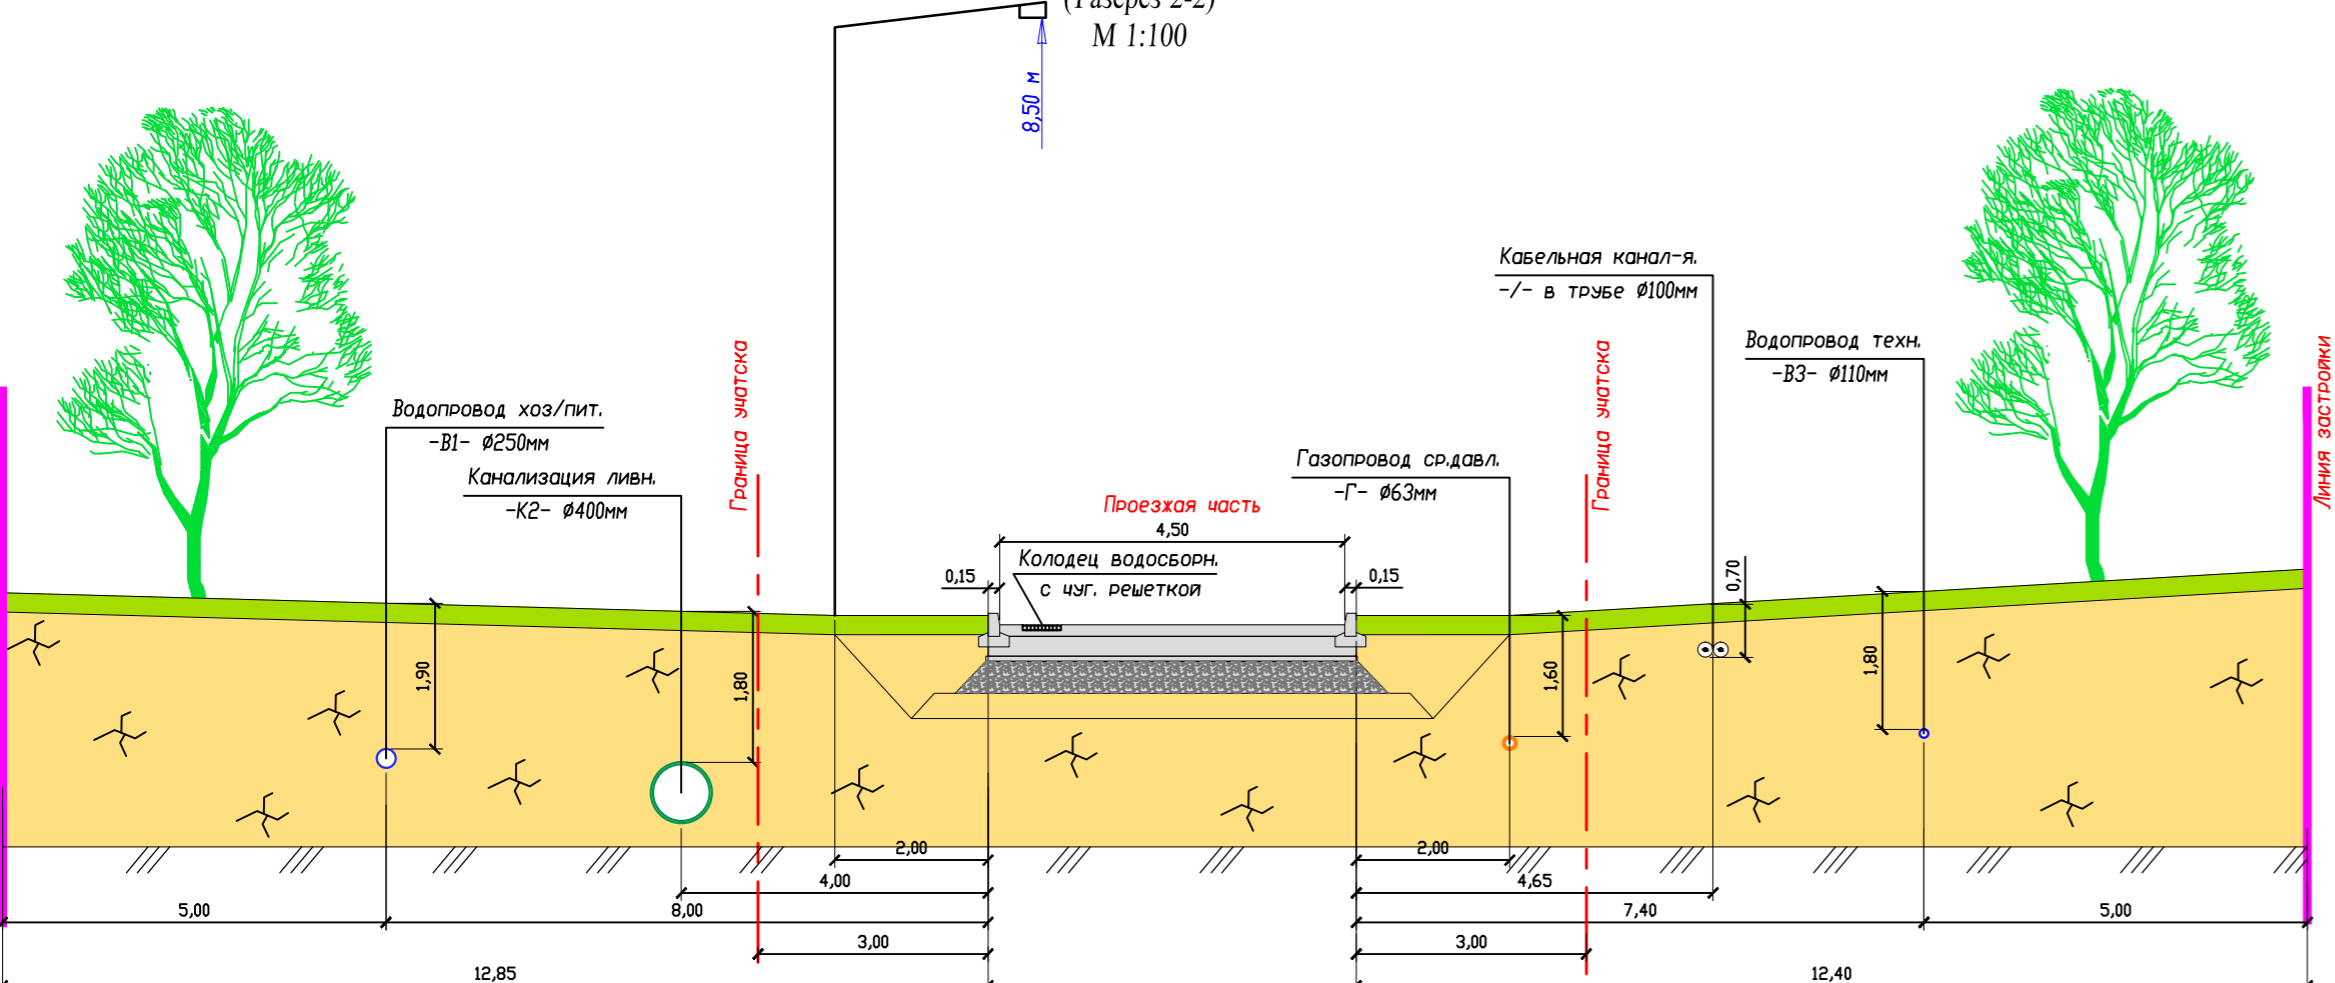 (Разерез 2-2)
М 1:100
8,50 м
Кабельная канал-я.
-/- в трубе Ø100мм
Водопровод техн.
-В3- Ø110мм
Линия застройки
Граница учатска
Граница учатска
Водопровод хоз/пит.
-В1- Ø250мм
Канализация ливн.
-К2- Ø400мм
Газопровод ср.давл.
-Г- Ø63мм
Проезжая часть
4,50
Колодец водосборн.
с чуг. решеткой
0,15
0,15
0,70
1,90
1,80
1,60
1,80
2,00
2,00
4,00
4,65
5,00
8,00
7,40
5,00
3,00
3,00
12,85
12,40